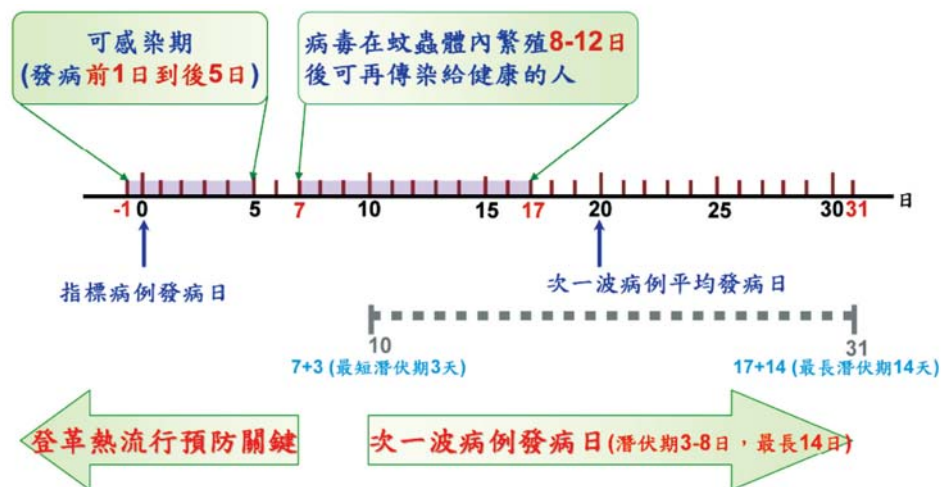 可感染期
(發病前1日到後5日)
病毒在蚊蟲體內繁殖8-12日
後可再傳染給健康的人
-1 0 5 7 10 15 17 20 25 30 31 日
指標病例發病日
次一波病例平均發病日
10 31
7+3 (最短潛伏期3天) 17+14 (最長潛伏期14天)
登革熱流行預防關鍵
次一波病例發病日(潛伏期3-8日，最長14日)